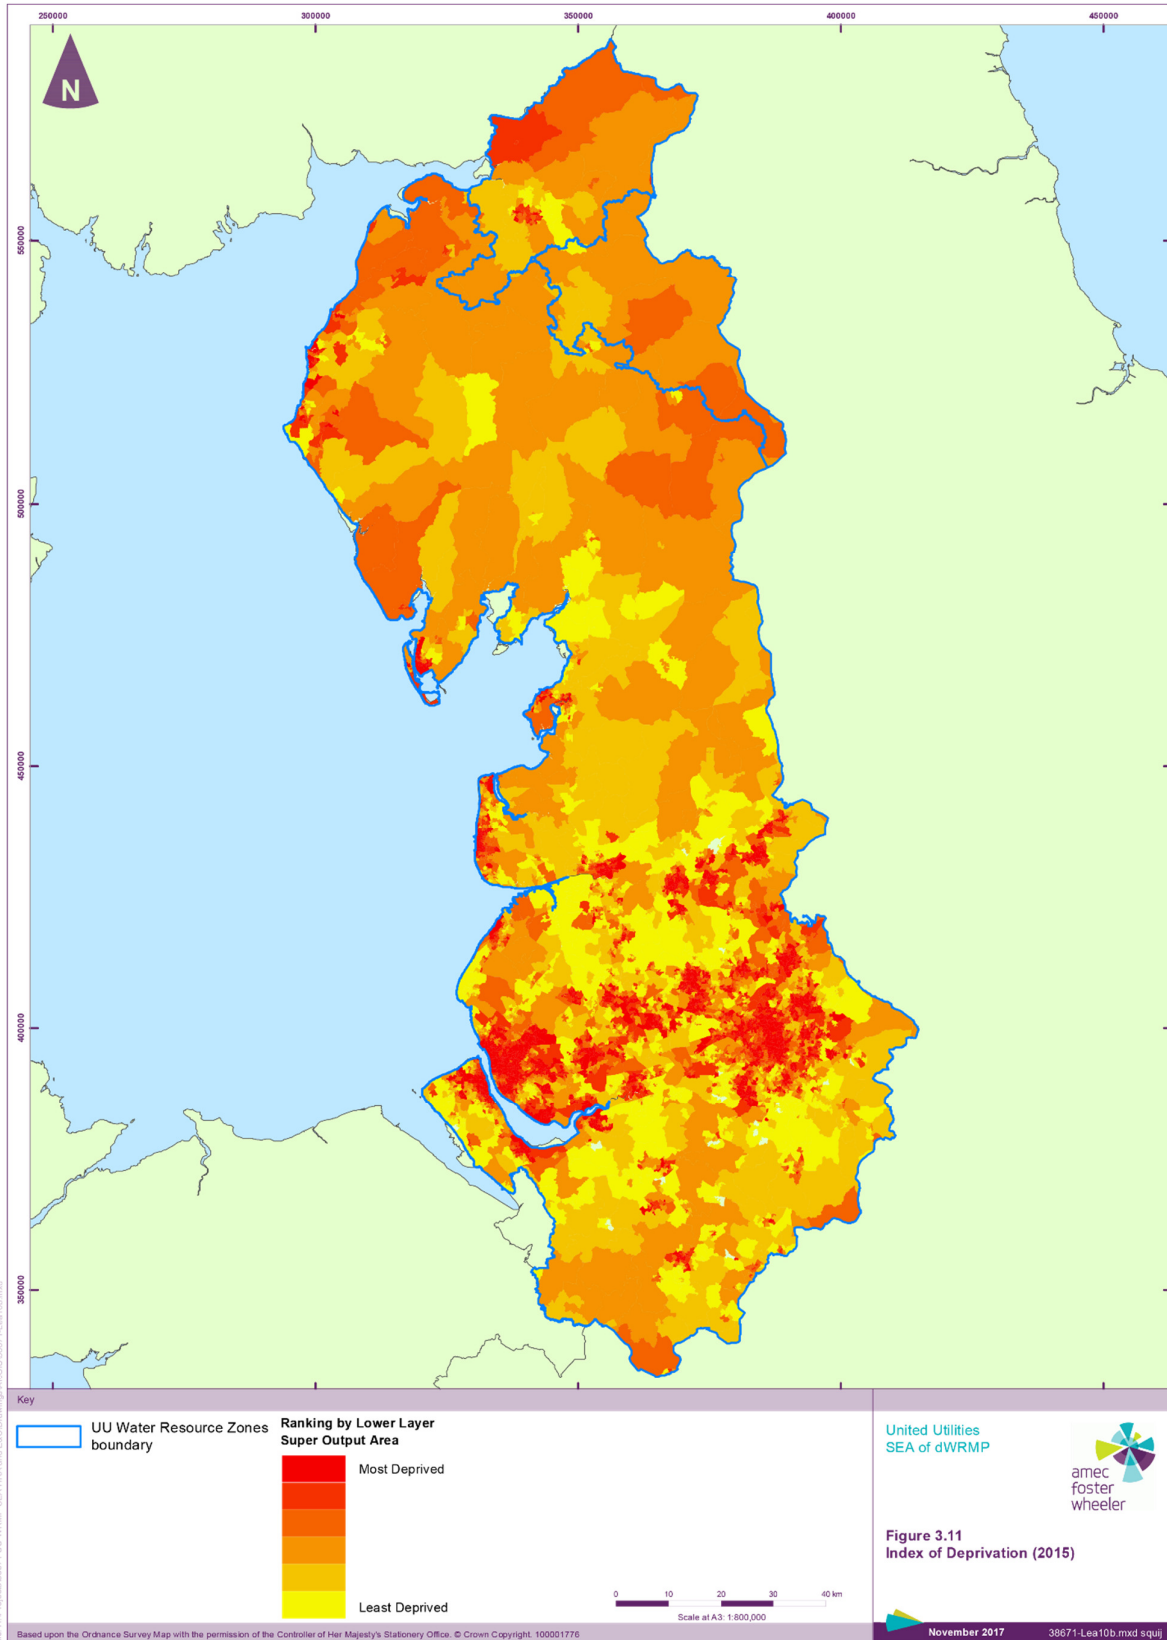 250000 300000 350000 400000 450000
N
550000
500000
450000
400000
350000
Key
UU Water Resource Zones
boundary
Ranking by Lower Layer
Super Output Area
Most Deprived
Least Deprived
0 10 20 30 40 km
Scale at A3: 1:800,000
United Utilities
SEA of dWRMP
amec
foster
wheeler
Figure 3.11
Index of Deprivation (2015)
November 2017
38671-Lea10b.mxd squij
Based upon the Ordnance Survey Map with the permission of the Controller of Her Majesty's Stationery Office. © Crown Copyright. 100001776